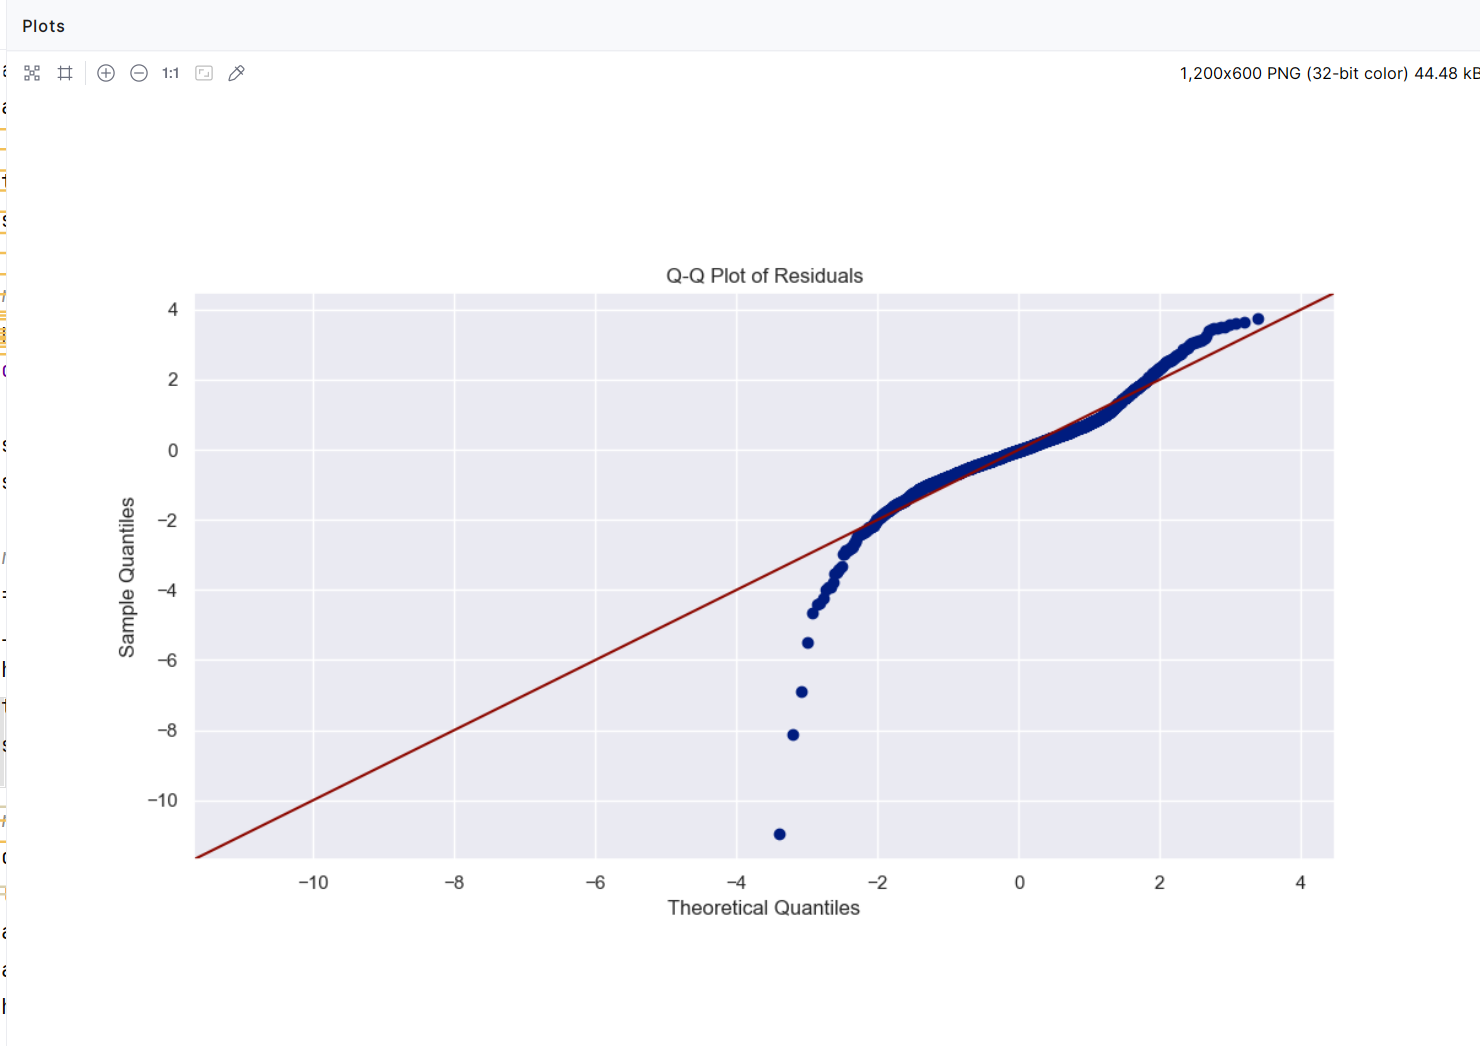 Plots
1:1
1,200x600 PNG (32-bit color) 44.48 kB
Q-Q Plot of Residuals
4
2
0
−2
−4
−6
−8
−10
Sample Quantiles
−10 −8 −6 −4 −2 0 2 4
Theoretical Quantiles